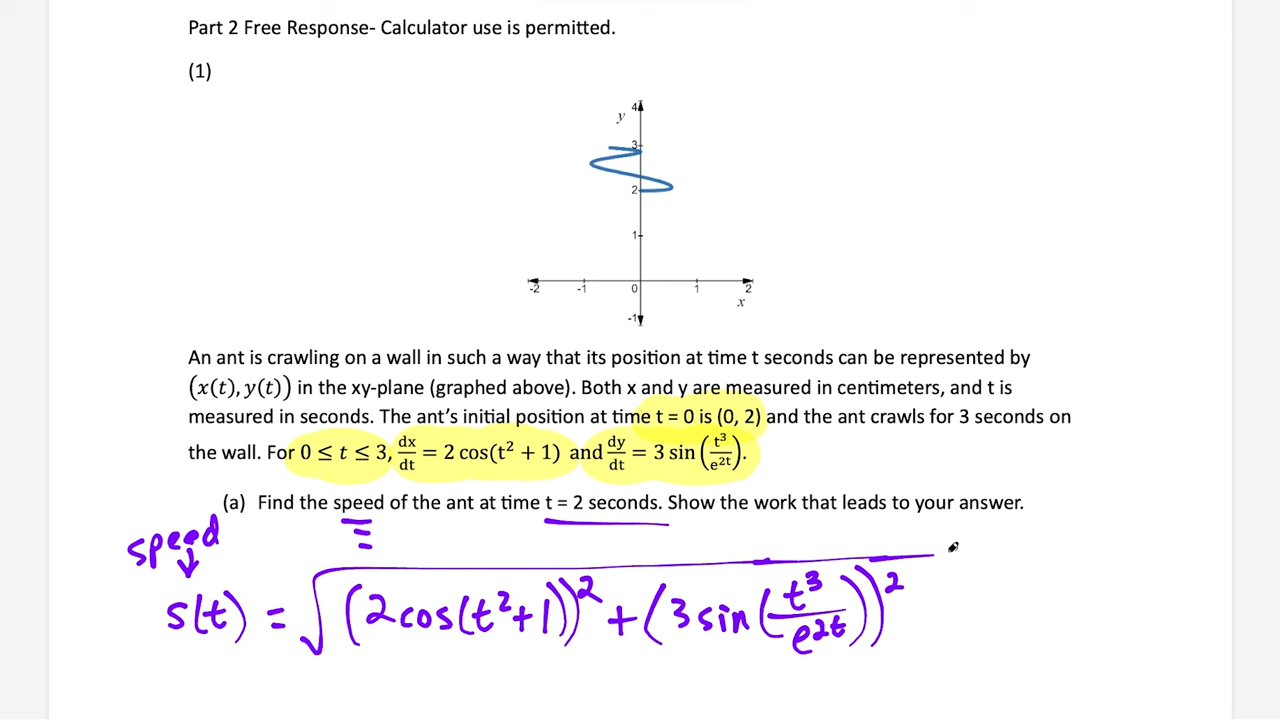 Part 2 Free Response- Calculator use is permitted.
(1)
4
y
3
2
1
-2 -1 0 1 2
x
-1
An ant is crawling on a wall in such a way that its position at time t seconds can be represented by
(x(t), y(t)) in the xy-plane (graphed above). Both x and y are measured in centimeters, and t is
measured in seconds. The ant’s initial position at time t = 0 is (0, 2) and the ant crawls for 3 seconds on
the wall. For 0 ≤ t ≤ 3, dx/dt = 2 cos(t² + 1) and dy/dt = 3 sin(t³/e²ᵗ).
(a) Find the speed of the ant at time t = 2 seconds. Show the work that leads to your answer.
speed
s(t) = √((2cos(t²+1))² + (3 sin(t³/e²ᵗ))²)